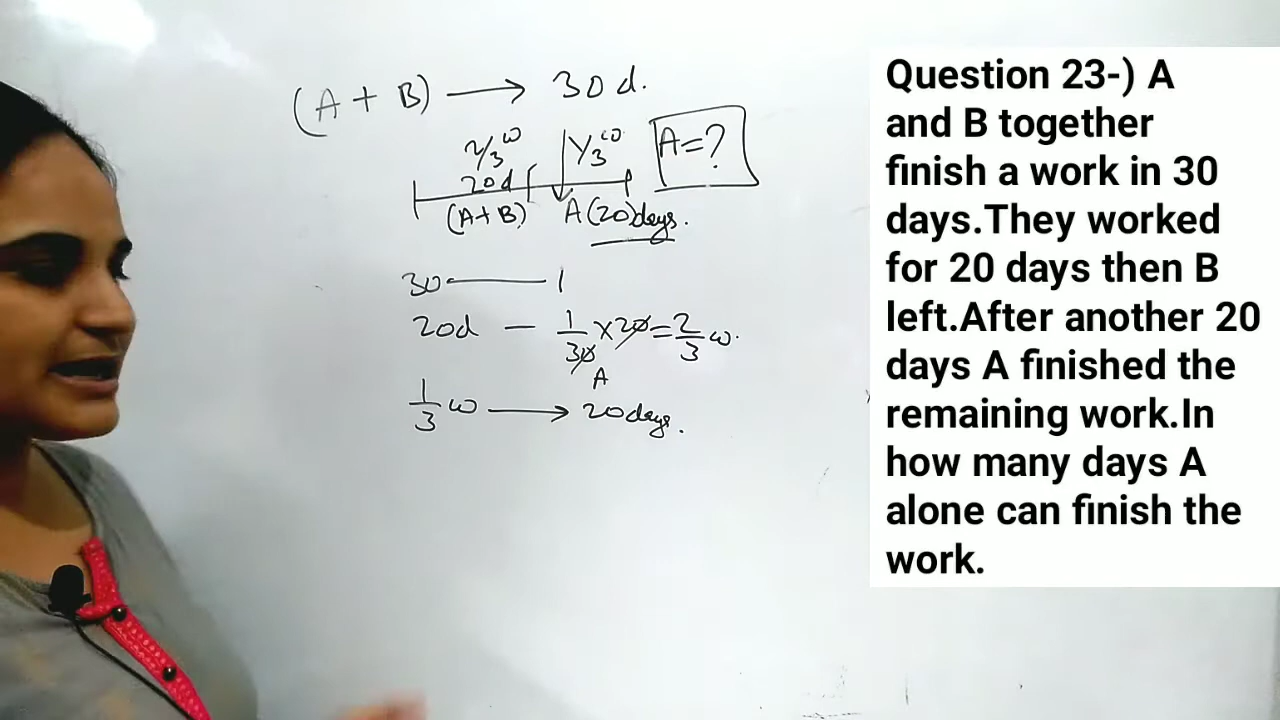 (A + B) → 30 d.
2/3 w
1/3 w
A=?
20d
(A+B)
A(20)days.
30 — 1
20d — 1/30 × 20 = 2/3 w.
A
1/3 w → 20 days.
Question 23-) A
and B together
finish a work in 30
days.They worked
for 20 days then B
left.After another 20
days A finished the
remaining work.In
how many days A
alone can finish the
work.